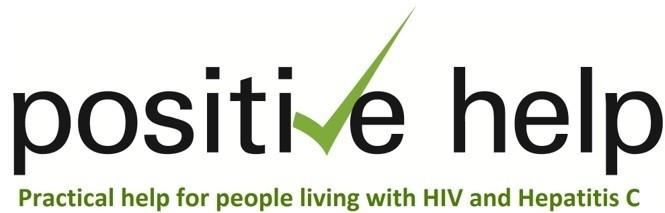 positive help
Practical help for people living with HIV and Hepatitis C